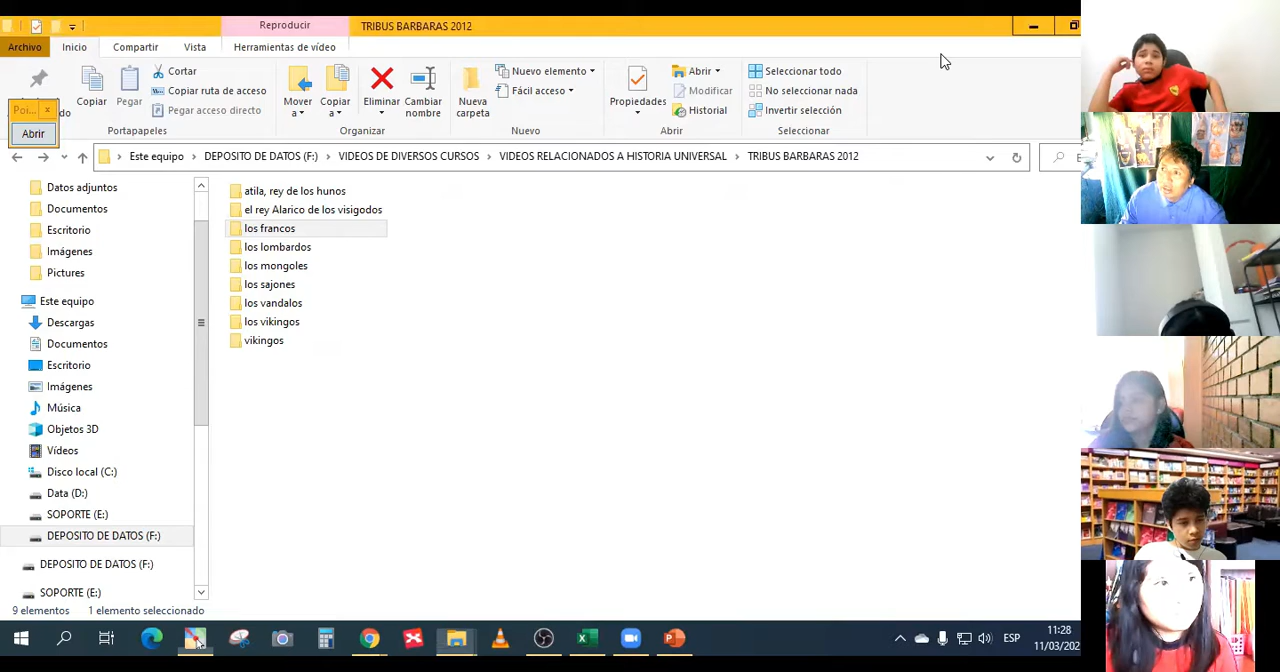 Reproducir
TRIBUS BARBARAS 2012
Archivo Inicio Compartir Vista Herramientas de vídeo
Poi... x
Abrir
Copiar
Pegar
Cortar
Copiar ruta de acceso
Pegar acceso directo
Portapapeles
Mover a
Copiar a
Eliminar
Cambiar nombre
Organizar
Nueva carpeta
Nuevo elemento
Fácil acceso
Nuevo
Propiedades
Abrir
Modificar
Historial
Abrir
Seleccionar todo
No seleccionar nada
Invertir selección
Seleccionar
Este equipo > DEPOSITO DE DATOS (F:) > VIDEOS DE DIVERSOS CURSOS > VIDEOS RELACIONADOS A HISTORIA UNIVERSAL > TRIBUS BARBARAS 2012
Datos adjuntos
Documentos
Escritorio
Imágenes
Pictures
Este equipo
Descargas
Documentos
Escritorio
Imágenes
Música
Objetos 3D
Vídeos
Disco local (C:)
Data (D:)
SOPORTE (E:)
DEPOSITO DE DATOS (F:)
DEPOSITO DE DATOS (F:)
SOPORTE (E:)
atila, rey de los hunos
el rey Alarico de los visigodos
los francos
los lombardos
los mongoles
los sajones
los vandalos
los vikingos
vikingos
9 elementos 1 elemento seleccionado
ESP
11:28
11/03/202